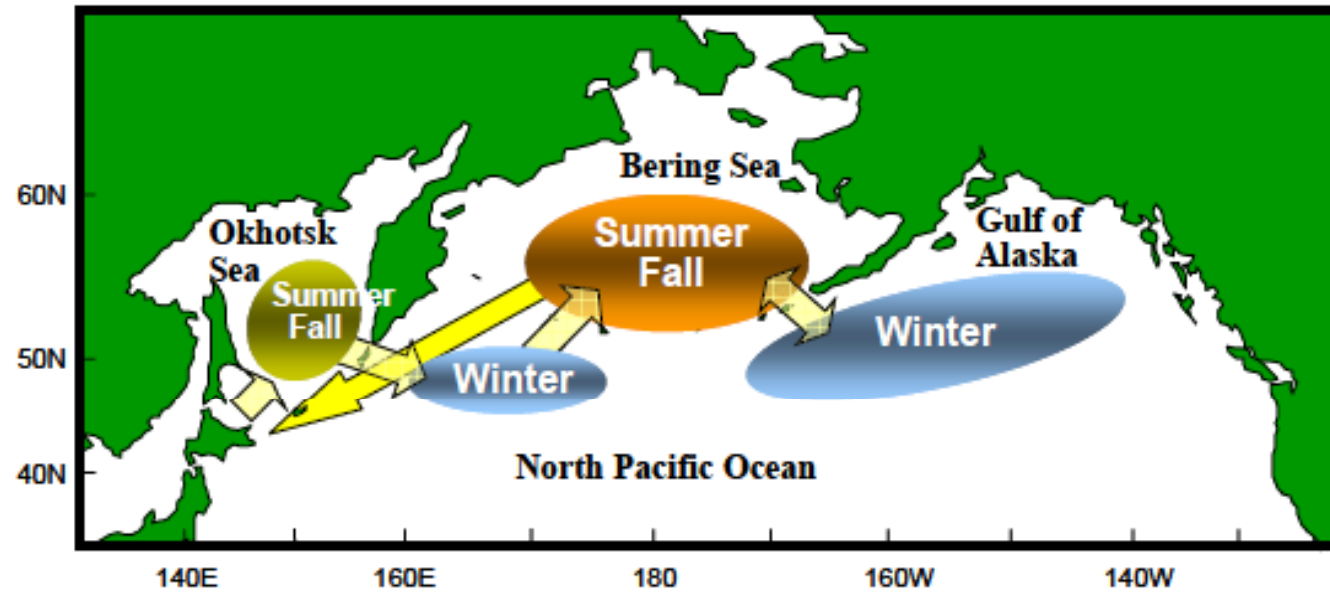 Bering Sea
60N
Okhotsk
Sea
Gulf of
Alaska
Summer
Fall
Summer
Fall
Winter
50N
Winter
North Pacific Ocean
40N
140E
160E
180
160W
140W